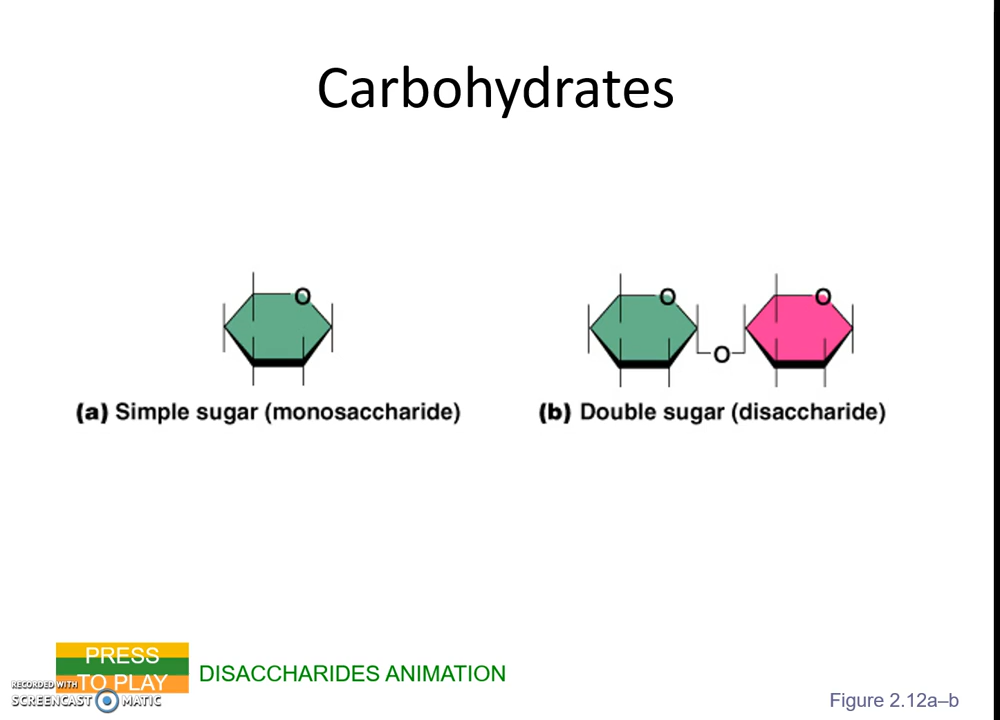 Carbohydrates
O
O
O
O
(a) Simple sugar (monosaccharide)
(b) Double sugar (disaccharide)
PRESS
TO PLAY
DISACCHARIDES ANIMATION
RECORDED WITH
SCREENCAST MATIC
Figure 2.12a–b